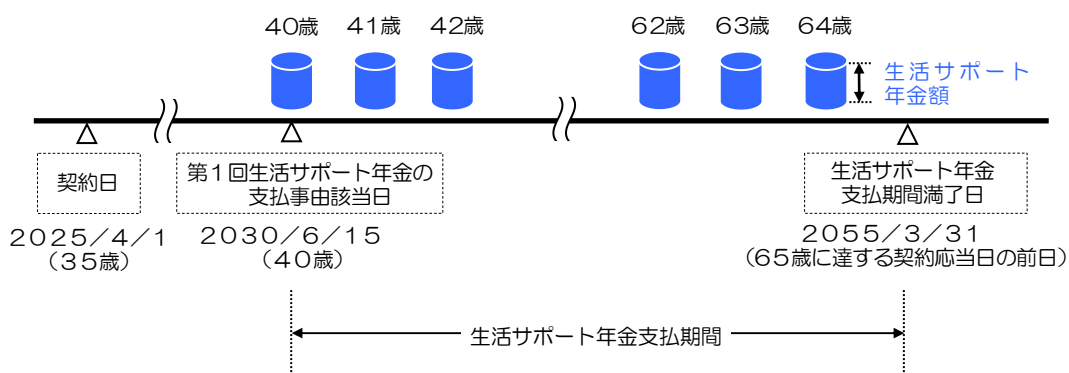 40歳 41歳 42歳 62歳 63歳 64歳
生活サポート
年金額
契約日
第1回生活サポート年金の
支払事由該当日
生活サポート年金
支払期間満了日
2025/4/1
(35歳)
2030/6/15
(40歳)
2055/3/31
(65歳に達する契約応当日の前日)
生活サポート年金支払期間